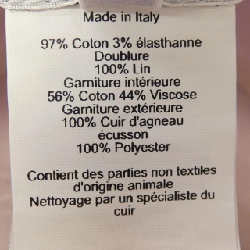 Made in Italy
97% Coton 3% élasthanne
Doublure
100% Lin
Garniture intérieure
56% Coton 44% Viscose
Garniture extérieure
100% Cuir d'agneau
écusson
100% Polyester
Contient des parties non textiles
d'origine animale
Nettoyage par un spécialiste du
cuir